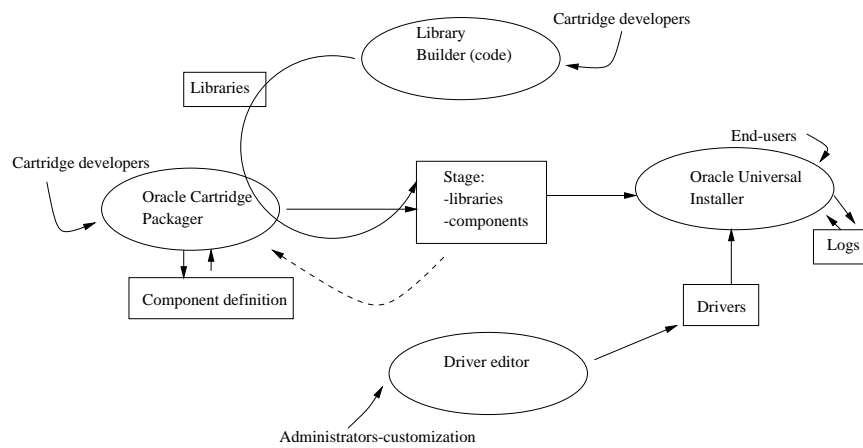 Library
Builder (code)
Cartridge developers
Libraries
End-users
Cartridge developers
Oracle Cartridge
Packager
Stage:
-libraries
-components
Oracle Universal
Installer
Logs
Component definition
Drivers
Driver editor
Administrators-customization